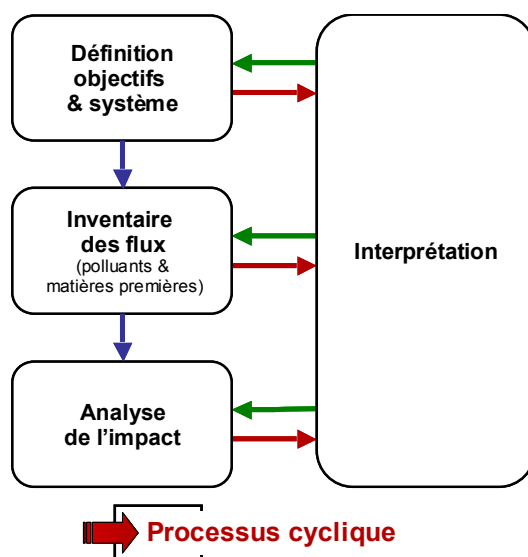 Définition
objectifs
& système
Inventaire
des flux
(polluants &
matières premières)
Interprétation
Analyse
de l'impact
Processus cyclique